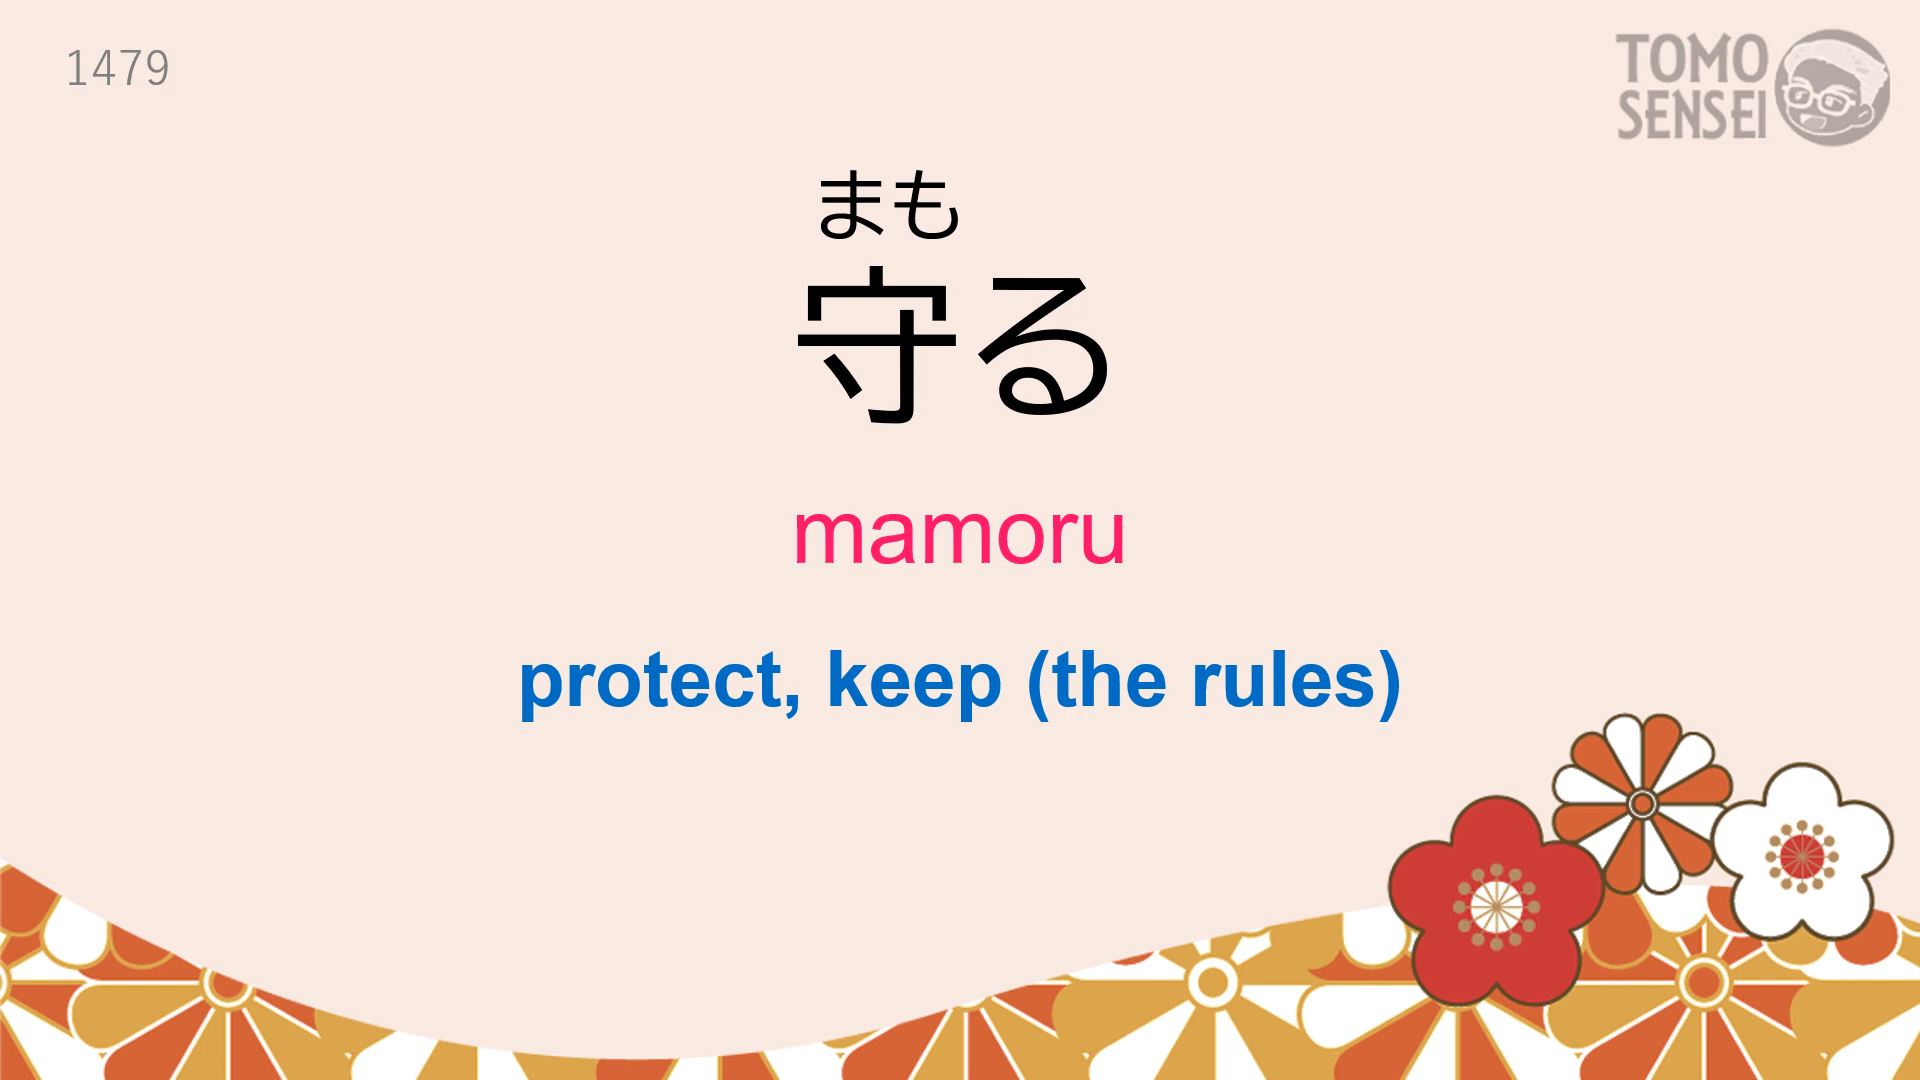 1479
TOMO
SENSEI
まも
守る
mamoru
protect, keep (the rules)